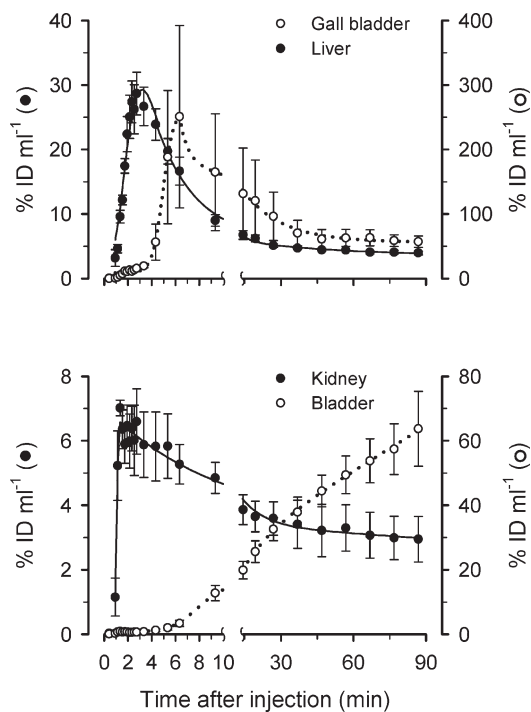 Gall bladder
Liver
% ID ml⁻¹ (●)
40
30
20
10
0
400
300
200
100
0
% ID ml⁻¹ (○)
Kidney
Bladder
% ID ml⁻¹ (●)
8
6
4
2
0
80
60
40
20
0
% ID ml⁻¹ (○)
0 2 4 6 8 10 30 50 70 90
Time after injection (min)